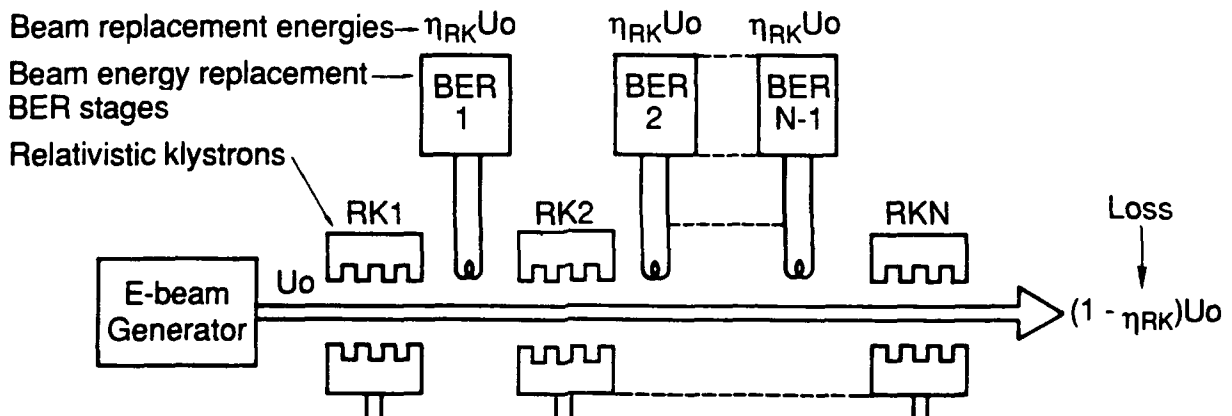 Beam replacement energies ηRKUo ηRKUo ηRKUo
Beam energy replacement
BER stages
BER
1
BER
2
BER
N-1
Relativistic klystrons
RK1
RK2
RKN
Loss
E-beam
Generator
Uo
(1 - ηRK)Uo